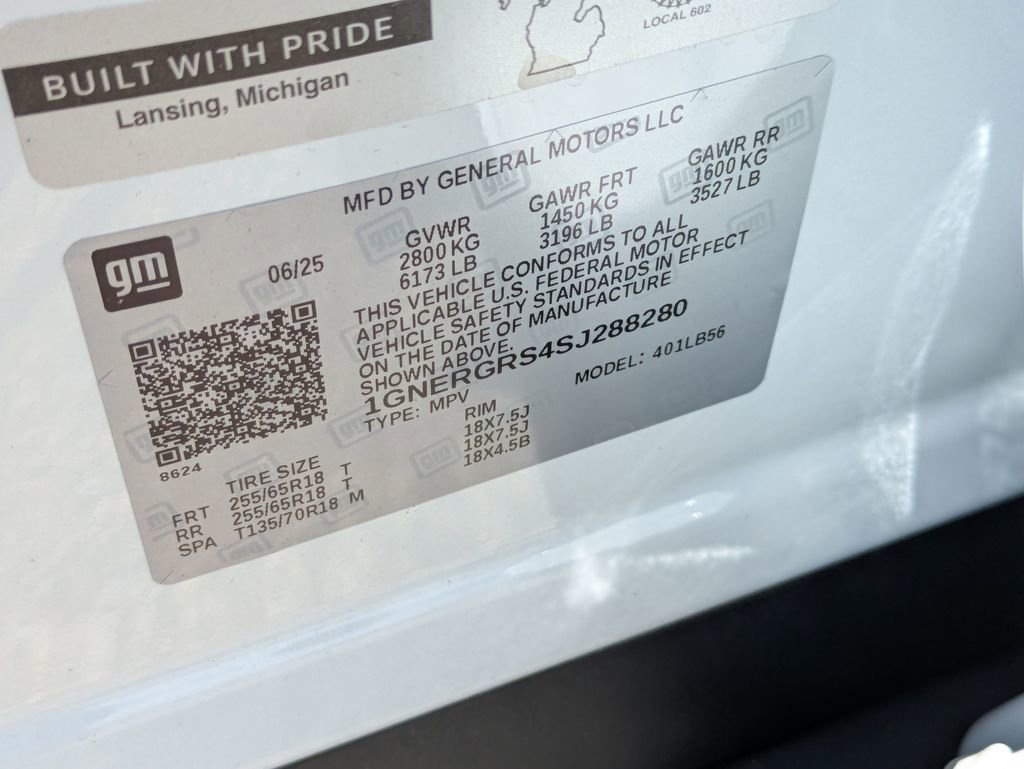 BUILT WITH PRIDE
Lansing, Michigan
LOCAL 602
MFD BY GENERAL MOTORS LLC
gm
06/25
GVWR
2800 KG
6173 LB
GAWR FRT
1450 KG
3196 LB
GAWR RR
1600 KG
3527 LB
THIS VEHICLE CONFORMS TO ALL
APPLICABLE U.S. FEDERAL MOTOR
VEHICLE SAFETY STANDARDS IN EFFECT
ON THE DATE OF MANUFACTURE
SHOWN ABOVE.
1GNERGRS4SJ288280
TYPE: MPV
MODEL: 401LB56
8624
TIRE SIZE RIM
FRT 255/65R18 T 18X7.5J
RR 255/65R18 T 18X7.5J
SPA T135/70R18 M 18X4.5B